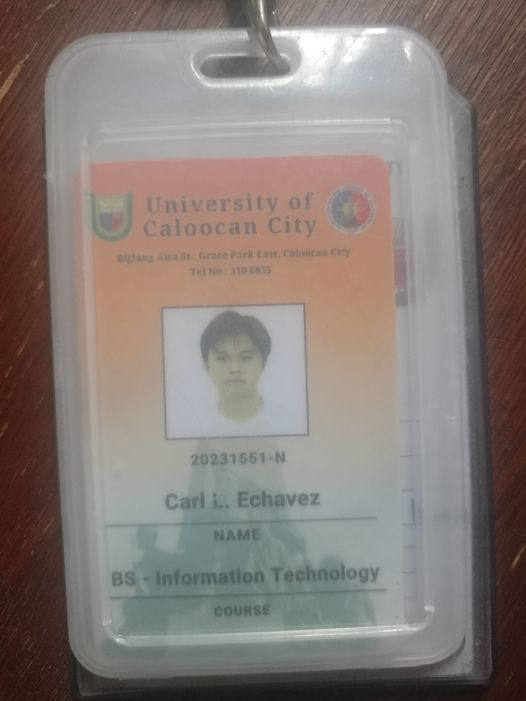 University of
Caloocan City
Biglang Awa St., Grace Park East, Caloocan City
Tel No : 310-6855
20231551-N
Carl L. Echavez
NAME
BS - Information Technology
COURSE